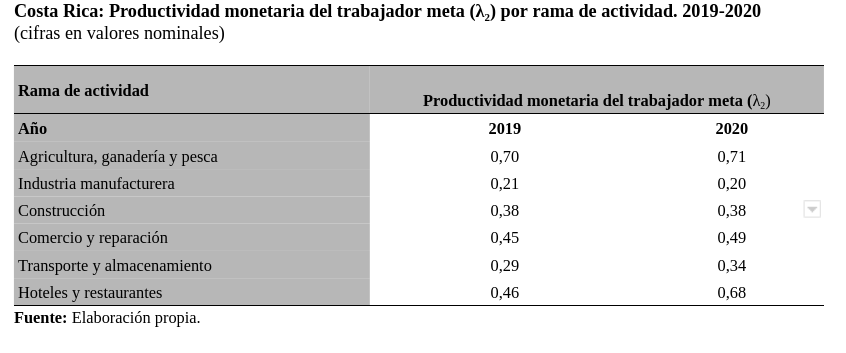 Costa Rica: Productividad monetaria del trabajador meta (λ₂) por rama de actividad. 2019-2020
(cifras en valores nominales)
Rama de actividad Productividad monetaria del trabajador meta (λ₂)
Año 2019 2020
Agricultura, ganadería y pesca 0,70 0,71
Industria manufacturera 0,21 0,20
Construcción 0,38 0,38
Comercio y reparación 0,45 0,49
Transporte y almacenamiento 0,29 0,34
Hoteles y restaurantes 0,46 0,68
Fuente: Elaboración propia.